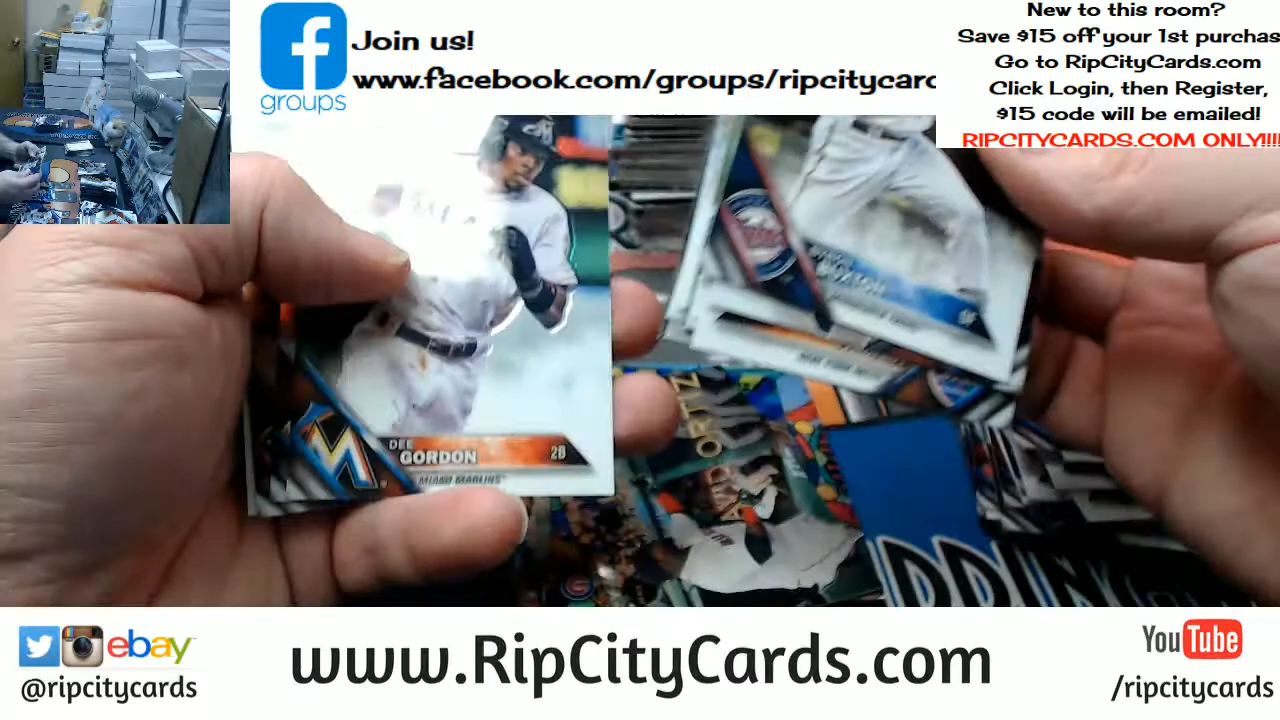 Join us!
www.facebook.com/groups/ripcitycarc
groups
New to this room?
Save $15 off your 1st purchas
Go to RipCityCards.com
Click Login, then Register,
$15 code will be emailed!
RIPCITYCARDS.COM ONLY!!!!
DEE
GORDON
2B
MIAMI MARLINS
ORTIZ
ebay
@ripcitycards
www.RipCityCards.com
YouTube
/ripcitycards